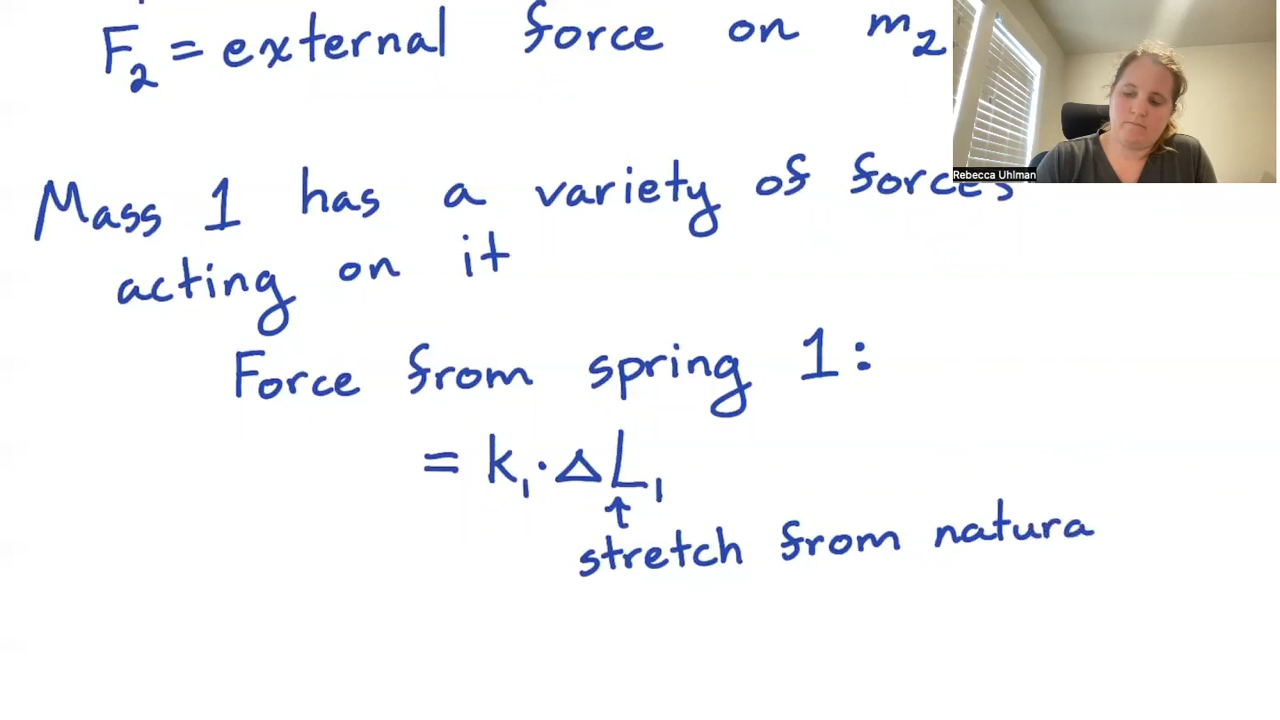 F₂ = external force on m₂
Rebecca Uhlman
Mass 1 has a variety of forces
acting on it
Force from spring 1:
= k₁·ΔL₁
↑
stretch from natura